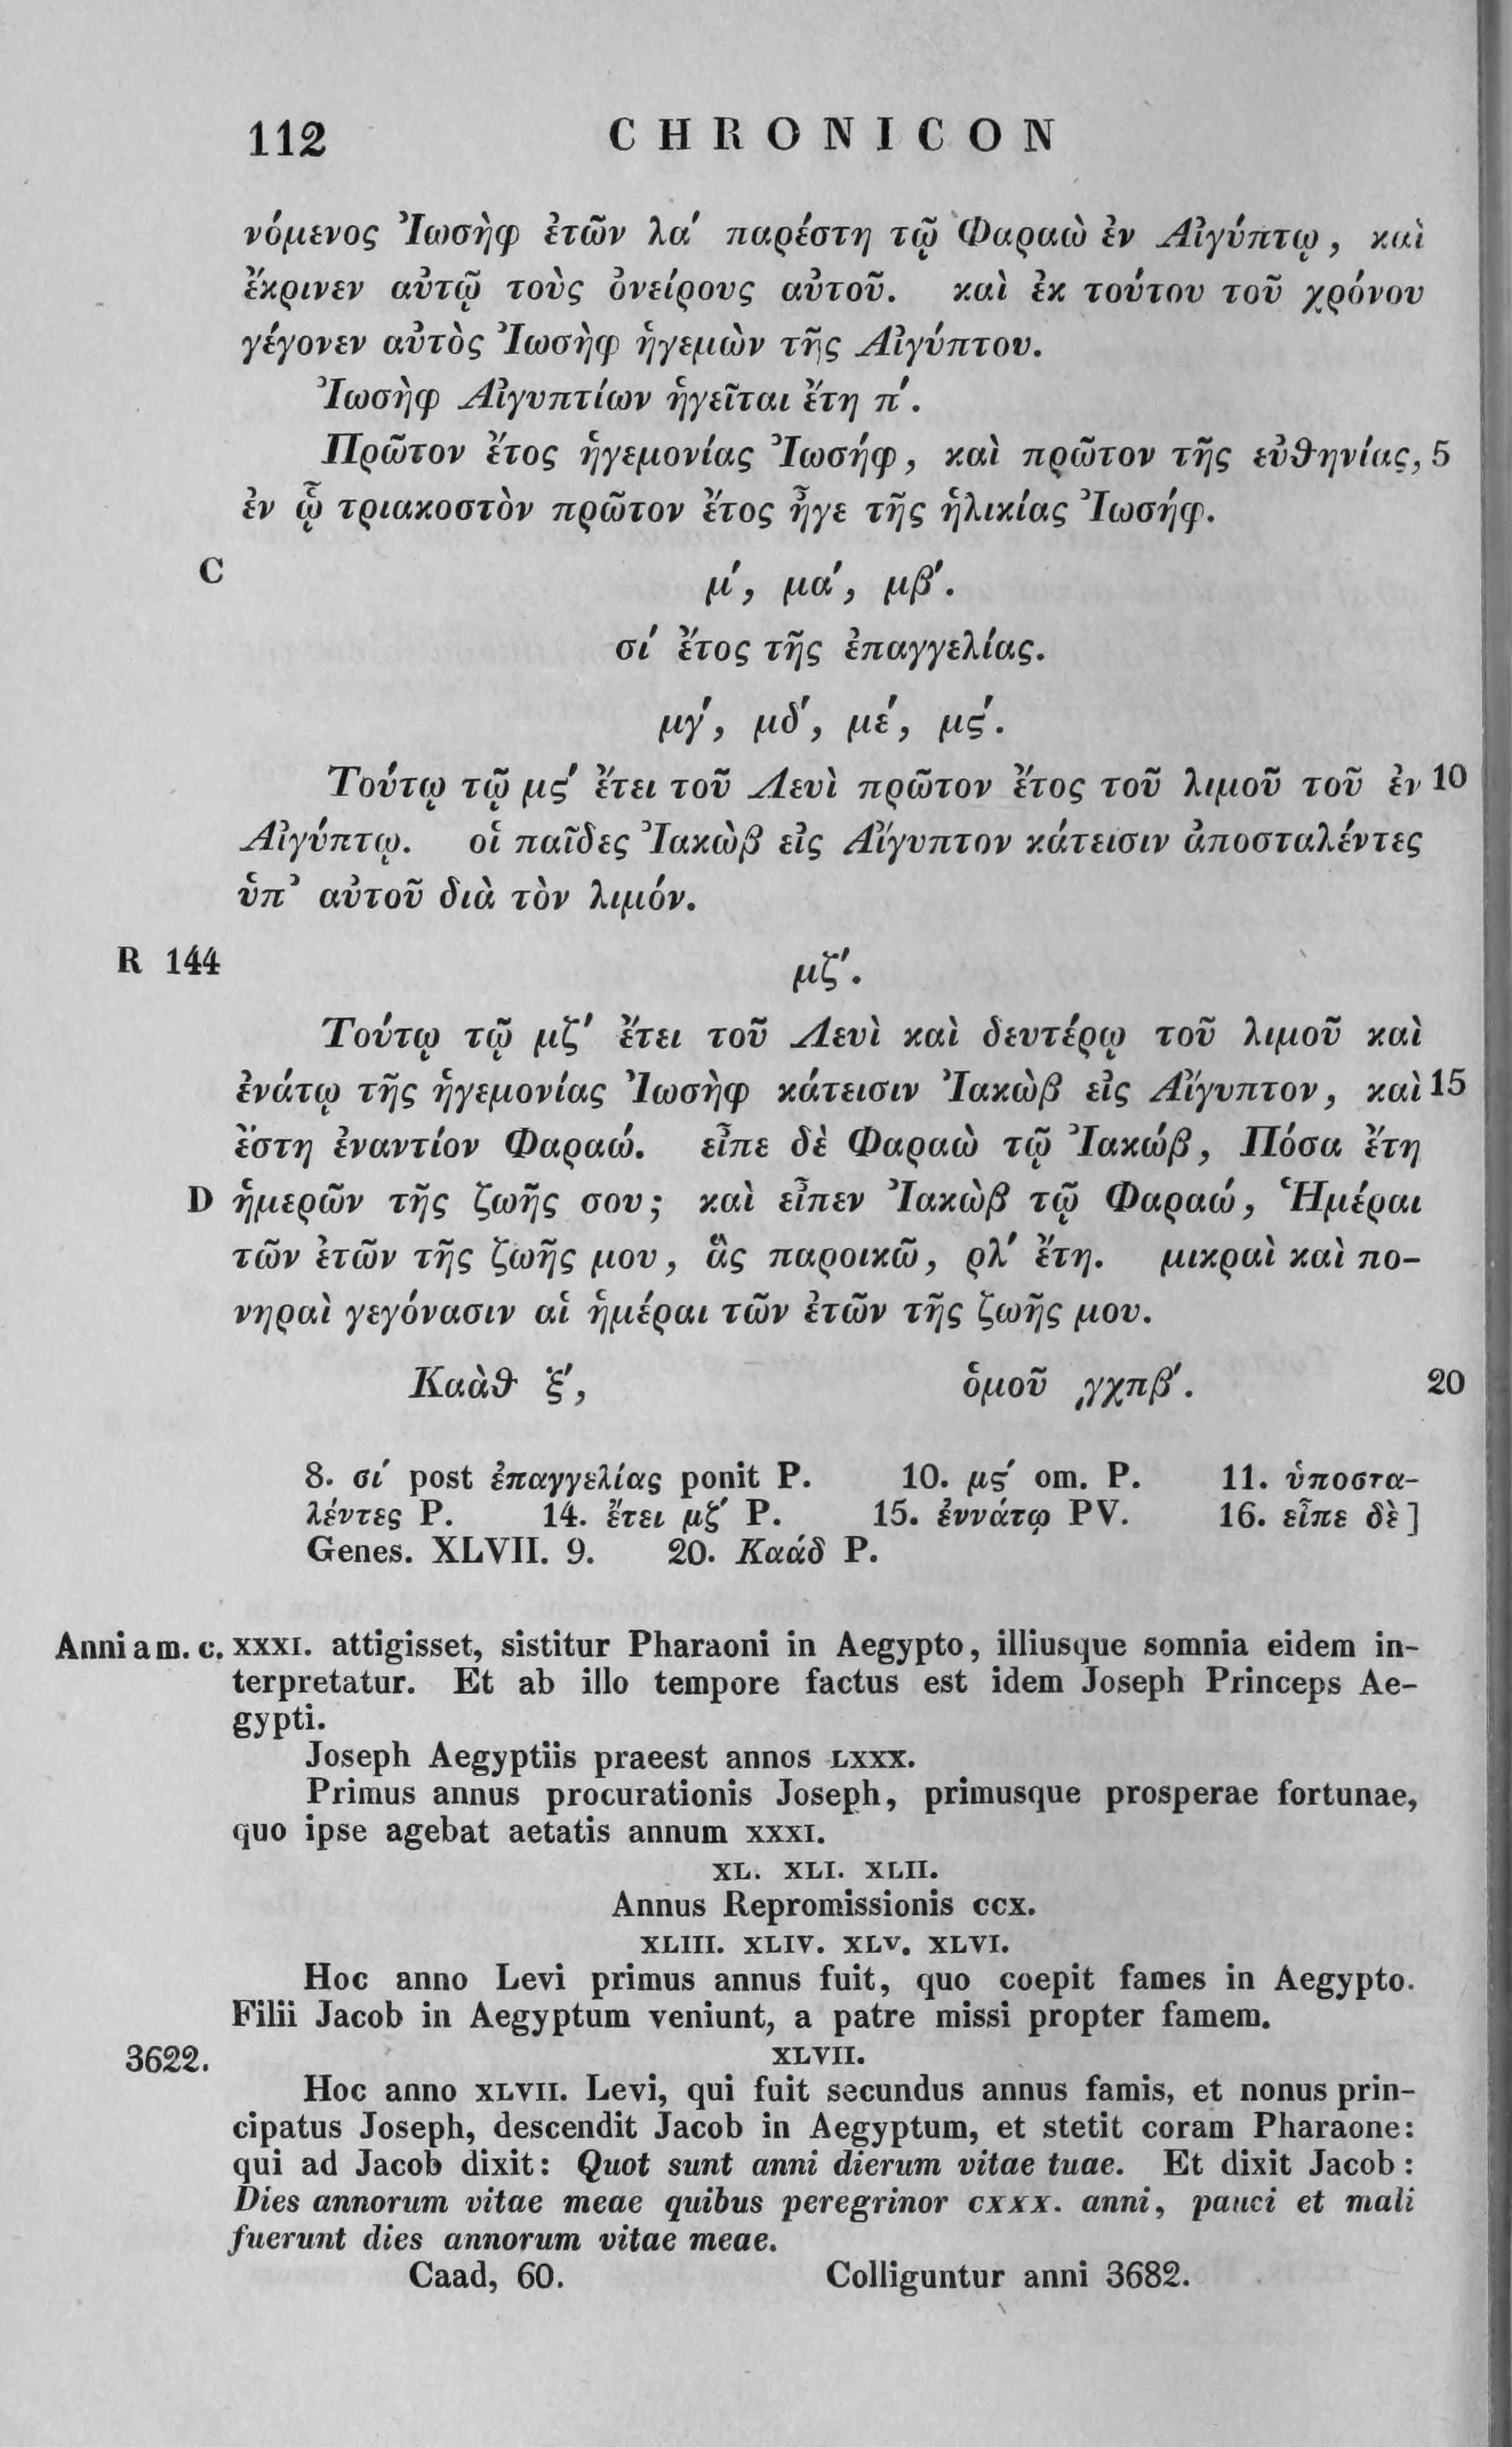 112 CHRONICON
νόμενος Ἰωσὴφ ἐτῶν λα΄ παρέστη τῷ Φαραὼ ἐν Αἰγύπτῳ, καὶ
ἔκρινεν αὐτῷ τοὺς ὀνείρους αὐτοῦ. καὶ ἐκ τούτου τοῦ χρόνου
γέγονεν αὐτὸς Ἰωσὴφ ἡγεμὼν τῆς Αἰγύπτου.
Ἰωσὴφ Αἰγυπτίων ἡγεῖται ἔτη π΄.
Πρῶτον ἔτος ἡγεμονίας Ἰωσήφ, καὶ πρῶτον τῆς εὐθηνίας, 5
ἐν ᾧ τριακοστὸν πρῶτον ἔτος ἦγε τῆς ἡλικίας Ἰωσήφ.
C μ΄, μα΄, μβ΄.
σι΄ ἔτος τῆς ἐπαγγελίας.
μγ΄, μδ΄, με΄, μς΄.
Τούτῳ τῷ μς΄ ἔτει τοῦ Λευὶ πρῶτον ἔτος τοῦ λιμοῦ τοῦ ἐν 10
Αἰγύπτῳ. οἱ παῖδες Ἰακὼβ εἰς Αἴγυπτον κάτεισιν ἀποσταλέντες
ὑπ᾽ αὐτοῦ διὰ τὸν λιμόν.
R 144 μζ΄.
Τούτῳ τῷ μζ΄ ἔτει τοῦ Λευὶ καὶ δευτέρῳ τοῦ λιμοῦ καὶ
ἐνάτῳ τῆς ἡγεμονίας Ἰωσὴφ κάτεισιν Ἰακὼβ εἰς Αἴγυπτον, καὶ 15
ἔστη ἐναντίον Φαραώ. εἶπε δὲ Φαραὼ τῷ Ἰακώβ, Πόσα ἔτη
D ἡμερῶν τῆς ζωῆς σου; καὶ εἶπεν Ἰακὼβ τῷ Φαραώ, Ἡμέραι
τῶν ἐτῶν τῆς ζωῆς μου, ἃς παροικῶ, ρλ΄ ἔτη. μικραὶ καὶ πο-
νηραὶ γεγόνασιν αἱ ἡμέραι τῶν ἐτῶν τῆς ζωῆς μου.
Καὰθ ξ΄, ὁμοῦ ͵γχπβ΄. 20
8. σι΄ post ἐπαγγελίας ponit P. 10. μς΄ om. P. 11. ὑποστα-
λέντες P. 14. ἔτει μζ΄ P. 15. ἐννάτῳ PV. 16. εἶπε δὲ]
Genes. XLVII. 9. 20. Καάδ P.
Anni a m. c. XXXI. attigisset, sistitur Pharaoni in Aegypto, illiusque somnia eidem in-
terpretatur. Et ab illo tempore factus est idem Joseph Princeps Ae-
gypti.
Joseph Aegyptiis praeest annos LXXX.
Primus annus procurationis Joseph, primusque prosperae fortunae,
quo ipse agebat aetatis annum XXXI.
XL. XLI. XLII.
Annus Repromissionis CCX.
XLIII. XLIV. XLV. XLVI.
Hoc anno Levi primus annus fuit, quo coepit fames in Aegypto.
Filii Jacob in Aegyptum veniunt, a patre missi propter famem.
3622. XLVII.
Hoc anno XLVII. Levi, qui fuit secundus annus famis, et nonus prin-
cipatus Joseph, descendit Jacob in Aegyptum, et stetit coram Pharaone:
qui ad Jacob dixit: Quot sunt anni dierum vitae tuae. Et dixit Jacob:
Dies annorum vitae meae quibus peregrinor CXXX. anni, pauci et mali
fuerunt dies annorum vitae meae.
Caad, 60. Colliguntur anni 3682.